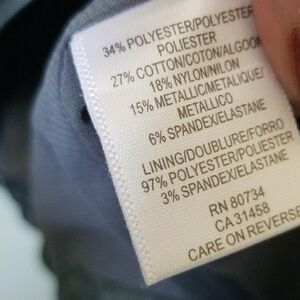 34% POLYESTER/POLYESTER
POLIESTER
27% COTTON/COTON/ALGODON
18% NYLON/NILON
15% METALLIC/METALIQUE/
METALLICO
6% SPANDEX/ELASTANE
LINING/DOUBLURE/FORRO
97% POLYESTER/POLIESTER
3% SPANDEX/ELASTANE
RN 80734
CA 31458
CARE ON REVERSE